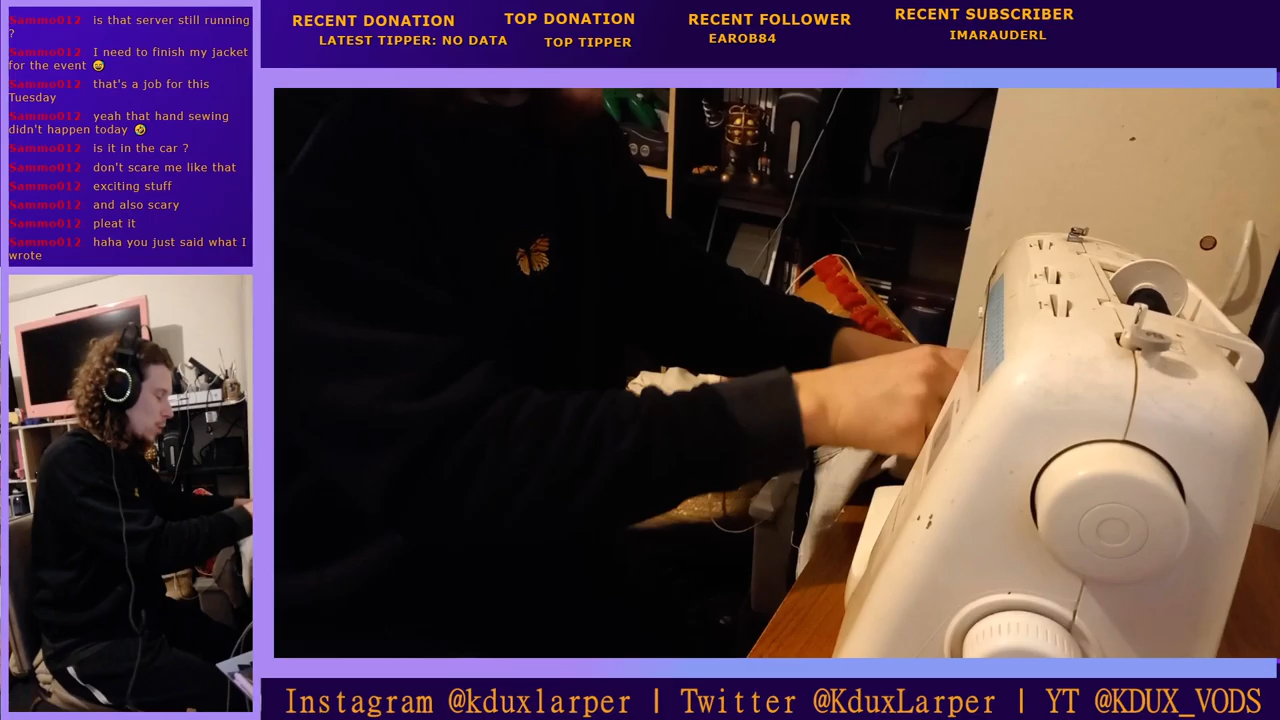 Sammo012 is that server still running
?
Sammo012 I need to finish my jacket
for the event 😅
Sammo012 that's a job for this
Tuesday
Sammo012 yeah that hand sewing
didn't happen today 🤣
Sammo012 is it in the car ?
Sammo012 don't scare me like that
Sammo012 exciting stuff
Sammo012 and also scary
Sammo012 pleat it
Sammo012 haha you just said what I
wrote
RECENT DONATION
LATEST TIPPER: NO DATA
TOP DONATION
TOP TIPPER
RECENT FOLLOWER
EAROB84
RECENT SUBSCRIBER
IMARAUDERL
Instagram @kduxlarper | Twitter @KduxLarper | YT @KDUX_VODS